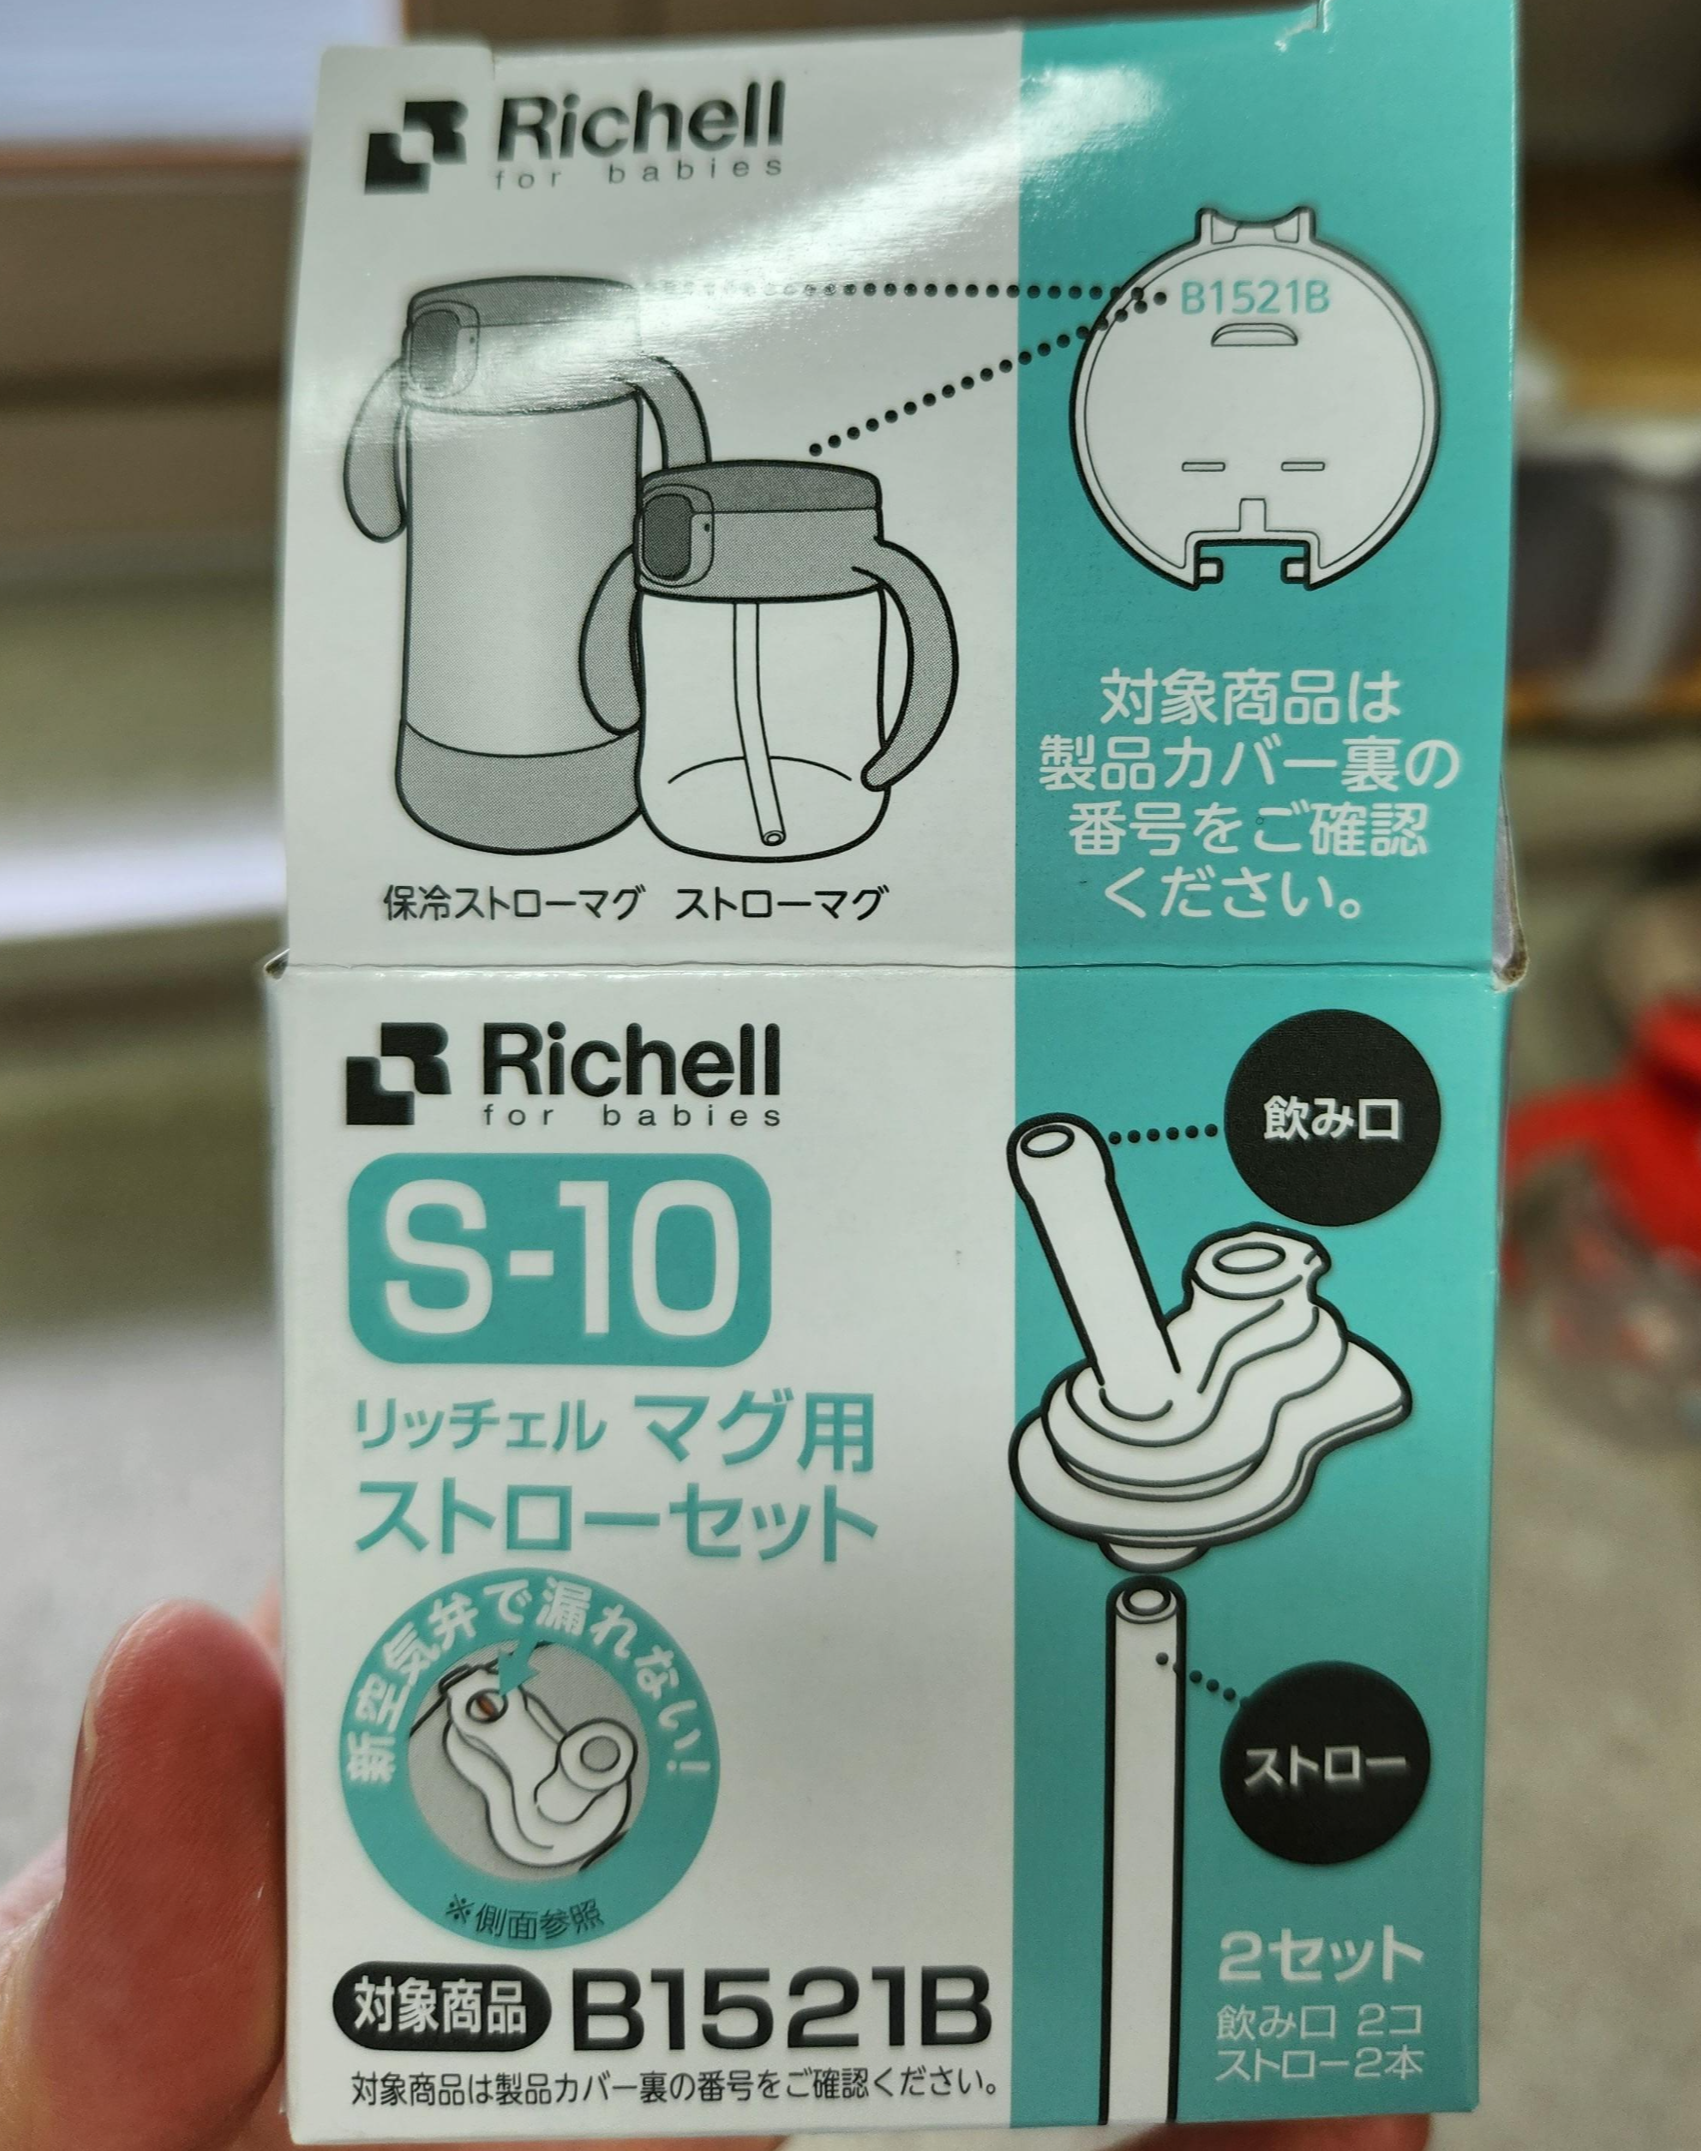 Richell
for babies
B1521B
対象商品は
製品カバー裏の
番号をご確認
ください。
保冷ストローマグ ストローマグ
Richell
for babies
飲み口
S-10
リッチェル マグ用
ストローセット
新空気弁で漏れない!
※側面参照
ストロー
2セット
飲み口 2コ
ストロー2本
対象商品 B1521B
対象商品は製品カバー裏の番号をご確認ください。